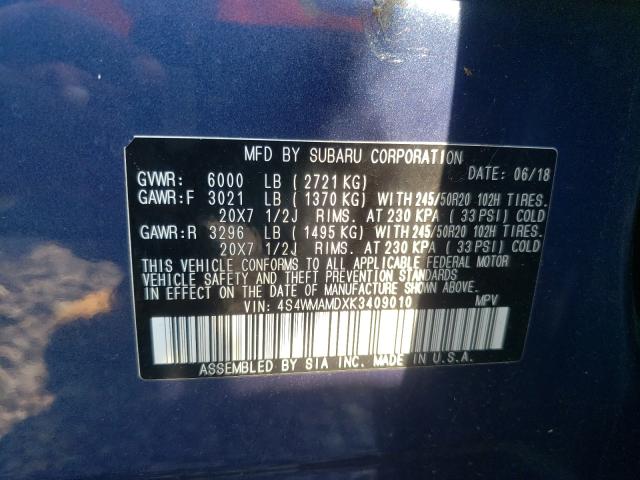 MFD BY SUBARU CORPORATION DATE: 06/18
GVWR: 6000 LB (2721KG)
GAWR:F 3021 LB (1370 KG) WITH 245/50R20 102H TIRES.
20X7 1/2J RIMS. AT 230 KPA (33 PSI) COLD
GAWR:R 3296 LB (1495 KG) WITH 245/50R20 102H TIRES.
20X7 1/2J RIMS. AT 230 KPA (33 PSI) COLD
THIS VEHICLE CONFORMS TO ALL APPLICABLE FEDERAL MOTOR
VEHICLE SAFETY AND THEFT PREVENTION STANDARDS
IN EFFECT ON THE DATE OF MANUFACTURE SHOWN ABOVE.
VIN: 4S4WMAMDXK3409010 MPV
ASSEMBLED BY SIA INC. MADE IN U.S.A.